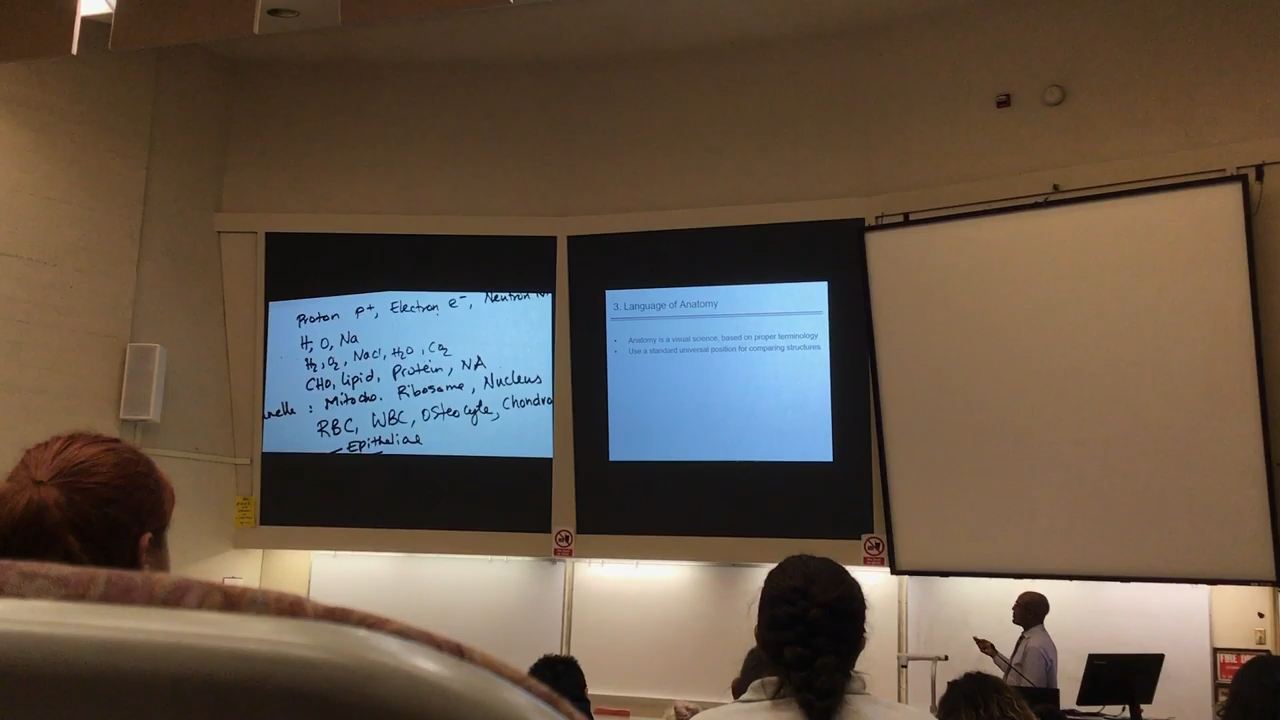 Proton p+, Electron e⁻, Neutron
H, O, Na
H₂, O₂, NaCl, H₂O, CO₂
CHO, lipid, Protein, NA
: Mitocho. Ribosome, Nucleus
RBC, WBC, Osteocyte, Chondro
Epitheliae
3. Language of Anatomy
• Anatomy is a visual science, based on proper terminology
• Use a standard universal position for comparing structures
FIRE